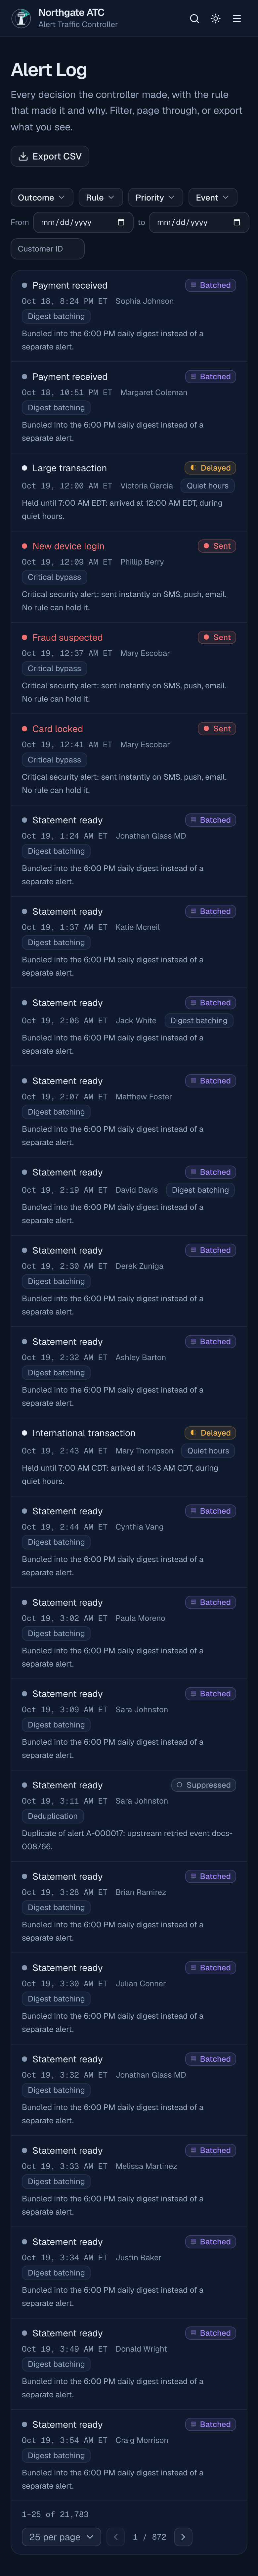 Northgate ATC
Alert Traffic Controller
Alert Log
Every decision the controller made, with the rule
that made it and why. Filter, page through, or export
what you see.
Export CSV
Outcome Rule Priority Event
From mm/dd/yyyy to mm/dd/yyyy
Customer ID
Payment received Batched
Oct 18, 8:24 PM ET Sophia Johnson
Digest batching
Bundled into the 6:00 PM daily digest instead of a
separate alert.
Payment received Batched
Oct 18, 10:51 PM ET Margaret Coleman
Digest batching
Bundled into the 6:00 PM daily digest instead of a
separate alert.
Large transaction Delayed
Oct 19, 12:00 AM ET Victoria Garcia Quiet hours
Held until 7:00 AM EDT: arrived at 12:00 AM EDT, during
quiet hours.
New device login Sent
Oct 19, 12:09 AM ET Phillip Berry
Critical bypass
Critical security alert: sent instantly on SMS, push, email.
No rule can hold it.
Fraud suspected Sent
Oct 19, 12:37 AM ET Mary Escobar
Critical bypass
Critical security alert: sent instantly on SMS, push, email.
No rule can hold it.
Card locked Sent
Oct 19, 12:41 AM ET Mary Escobar
Critical bypass
Critical security alert: sent instantly on SMS, push, email.
No rule can hold it.
Statement ready Batched
Oct 19, 1:24 AM ET Jonathan Glass MD
Digest batching
Bundled into the 6:00 PM daily digest instead of a
separate alert.
Statement ready Batched
Oct 19, 1:37 AM ET Katie Mcneil
Digest batching
Bundled into the 6:00 PM daily digest instead of a
separate alert.
Statement ready Batched
Oct 19, 2:06 AM ET Jack White Digest batching
Bundled into the 6:00 PM daily digest instead of a
separate alert.
Statement ready Batched
Oct 19, 2:07 AM ET Matthew Foster
Digest batching
Bundled into the 6:00 PM daily digest instead of a
separate alert.
Statement ready Batched
Oct 19, 2:19 AM ET David Davis Digest batching
Bundled into the 6:00 PM daily digest instead of a
separate alert.
Statement ready Batched
Oct 19, 2:30 AM ET Derek Zuniga
Digest batching
Bundled into the 6:00 PM daily digest instead of a
separate alert.
Statement ready Batched
Oct 19, 2:32 AM ET Ashley Barton
Digest batching
Bundled into the 6:00 PM daily digest instead of a
separate alert.
International transaction Delayed
Oct 19, 2:43 AM ET Mary Thompson Quiet hours
Held until 7:00 AM CDT: arrived at 1:43 AM CDT, during
quiet hours.
Statement ready Batched
Oct 19, 2:44 AM ET Cynthia Vang
Digest batching
Bundled into the 6:00 PM daily digest instead of a
separate alert.
Statement ready Batched
Oct 19, 3:02 AM ET Paula Moreno
Digest batching
Bundled into the 6:00 PM daily digest instead of a
separate alert.
Statement ready Batched
Oct 19, 3:09 AM ET Sara Johnston
Digest batching
Bundled into the 6:00 PM daily digest instead of a
separate alert.
Statement ready Suppressed
Oct 19, 3:11 AM ET Sara Johnston
Deduplication
Duplicate of alert A-000017: upstream retried event docs-
008766.
Statement ready Batched
Oct 19, 3:28 AM ET Brian Ramirez
Digest batching
Bundled into the 6:00 PM daily digest instead of a
separate alert.
Statement ready Batched
Oct 19, 3:30 AM ET Julian Conner
Digest batching
Bundled into the 6:00 PM daily digest instead of a
separate alert.
Statement ready Batched
Oct 19, 3:32 AM ET Jonathan Glass MD
Digest batching
Bundled into the 6:00 PM daily digest instead of a
separate alert.
Statement ready Batched
Oct 19, 3:33 AM ET Melissa Martinez
Digest batching
Bundled into the 6:00 PM daily digest instead of a
separate alert.
Statement ready Batched
Oct 19, 3:34 AM ET Justin Baker
Digest batching
Bundled into the 6:00 PM daily digest instead of a
separate alert.
Statement ready Batched
Oct 19, 3:49 AM ET Donald Wright
Digest batching
Bundled into the 6:00 PM daily digest instead of a
separate alert.
Statement ready Batched
Oct 19, 3:54 AM ET Craig Morrison
Digest batching
Bundled into the 6:00 PM daily digest instead of a
separate alert.
1-25 of 21,783
25 per page 1 / 872